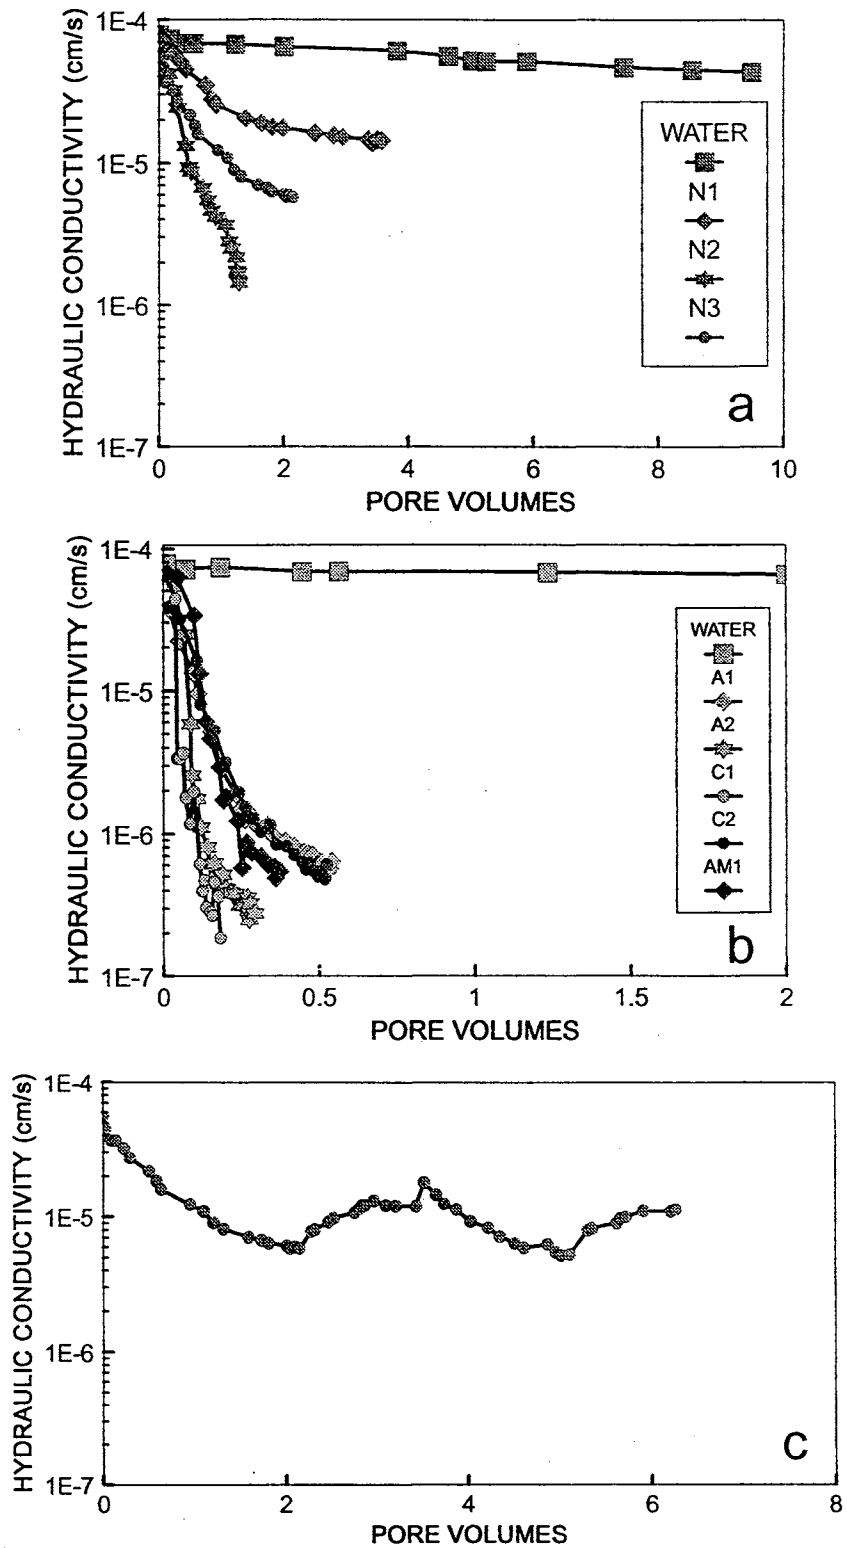 HYDRAULIC CONDUCTIVITY (cm/s)
1E-4
1E-5
1E-6
1E-7
0 2 4 6 8 10
PORE VOLUMES
WATER
N1
N2
N3
a
HYDRAULIC CONDUCTIVITY (cm/s)
1E-4
1E-5
1E-6
1E-7
0 0.5 1 1.5 2
PORE VOLUMES
WATER
A1
A2
C1
C2
AM1
b
HYDRAULIC CONDUCTIVITY (cm/s)
1E-4
1E-5
1E-6
1E-7
0 2 4 6 8
PORE VOLUMES
c